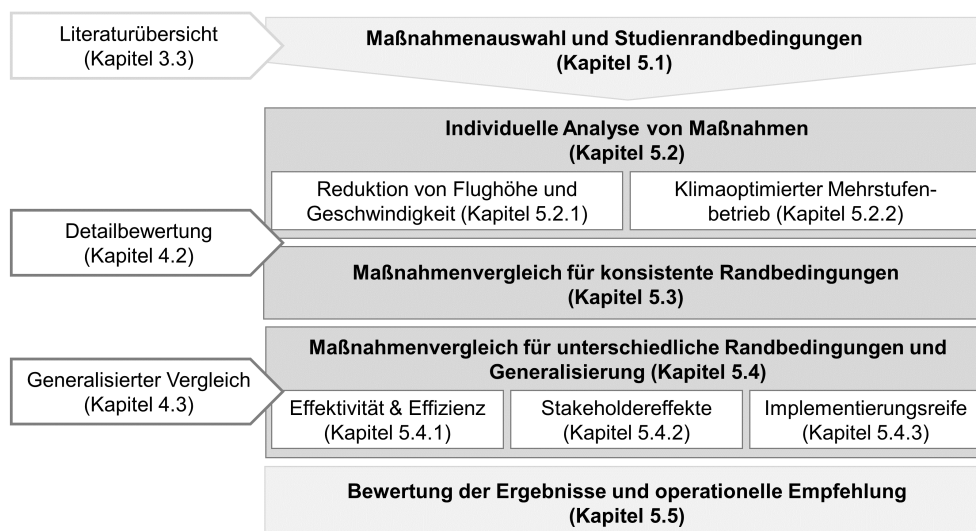 Literaturübersicht
(Kapitel 3.3)
Maßnahmenauswahl und Studienrandbedingungen
(Kapitel 5.1)
Individuelle Analyse von Maßnahmen
(Kapitel 5.2)
Reduktion von Flughöhe und
Geschwindigkeit (Kapitel 5.2.1)
Klimaoptimierter Mehrstufen-
betrieb (Kapitel 5.2.2)
Detailbewertung
(Kapitel 4.2)
Maßnahmenvergleich für konsistente Randbedingungen
(Kapitel 5.3)
Maßnahmenvergleich für unterschiedliche Randbedingungen und
Generalisierung (Kapitel 5.4)
Generalisierter Vergleich
(Kapitel 4.3)
Effektivität & Effizienz
(Kapitel 5.4.1)
Stakeholdereffekte
(Kapitel 5.4.2)
Implementierungsreife
(Kapitel 5.4.3)
Bewertung der Ergebnisse und operationelle Empfehlung
(Kapitel 5.5)